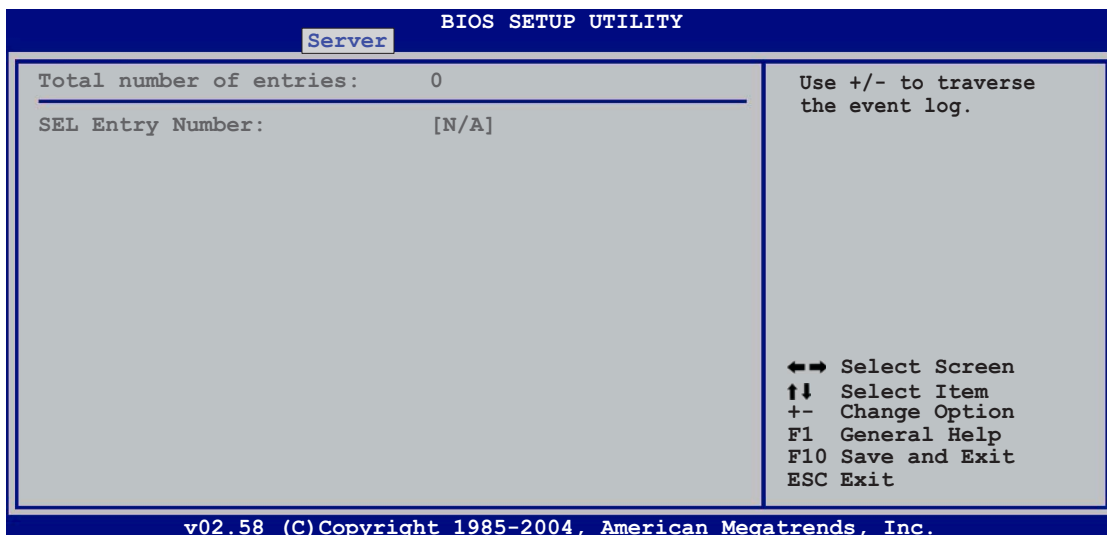 BIOS SETUP UTILITY
Server
Total number of entries: 0
SEL Entry Number: [N/A]
Use +/- to traverse
the event log.
←→ Select Screen
↑↓ Select Item
+- Change Option
F1 General Help
F10 Save and Exit
ESC Exit
v02.58 (C)Copyright 1985-2004, American Megatrends, Inc.